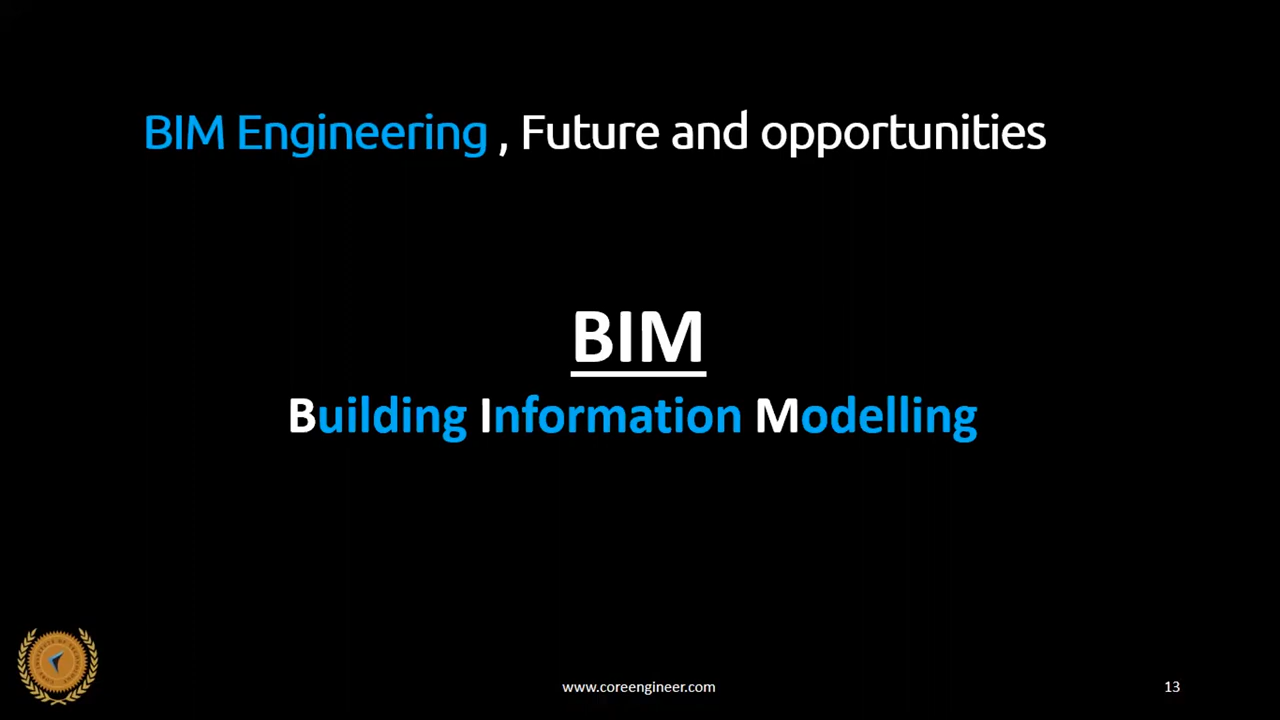 BIM Engineering , Future and opportunities
BIM
Building Information Modelling
www.coreengineer.com
13